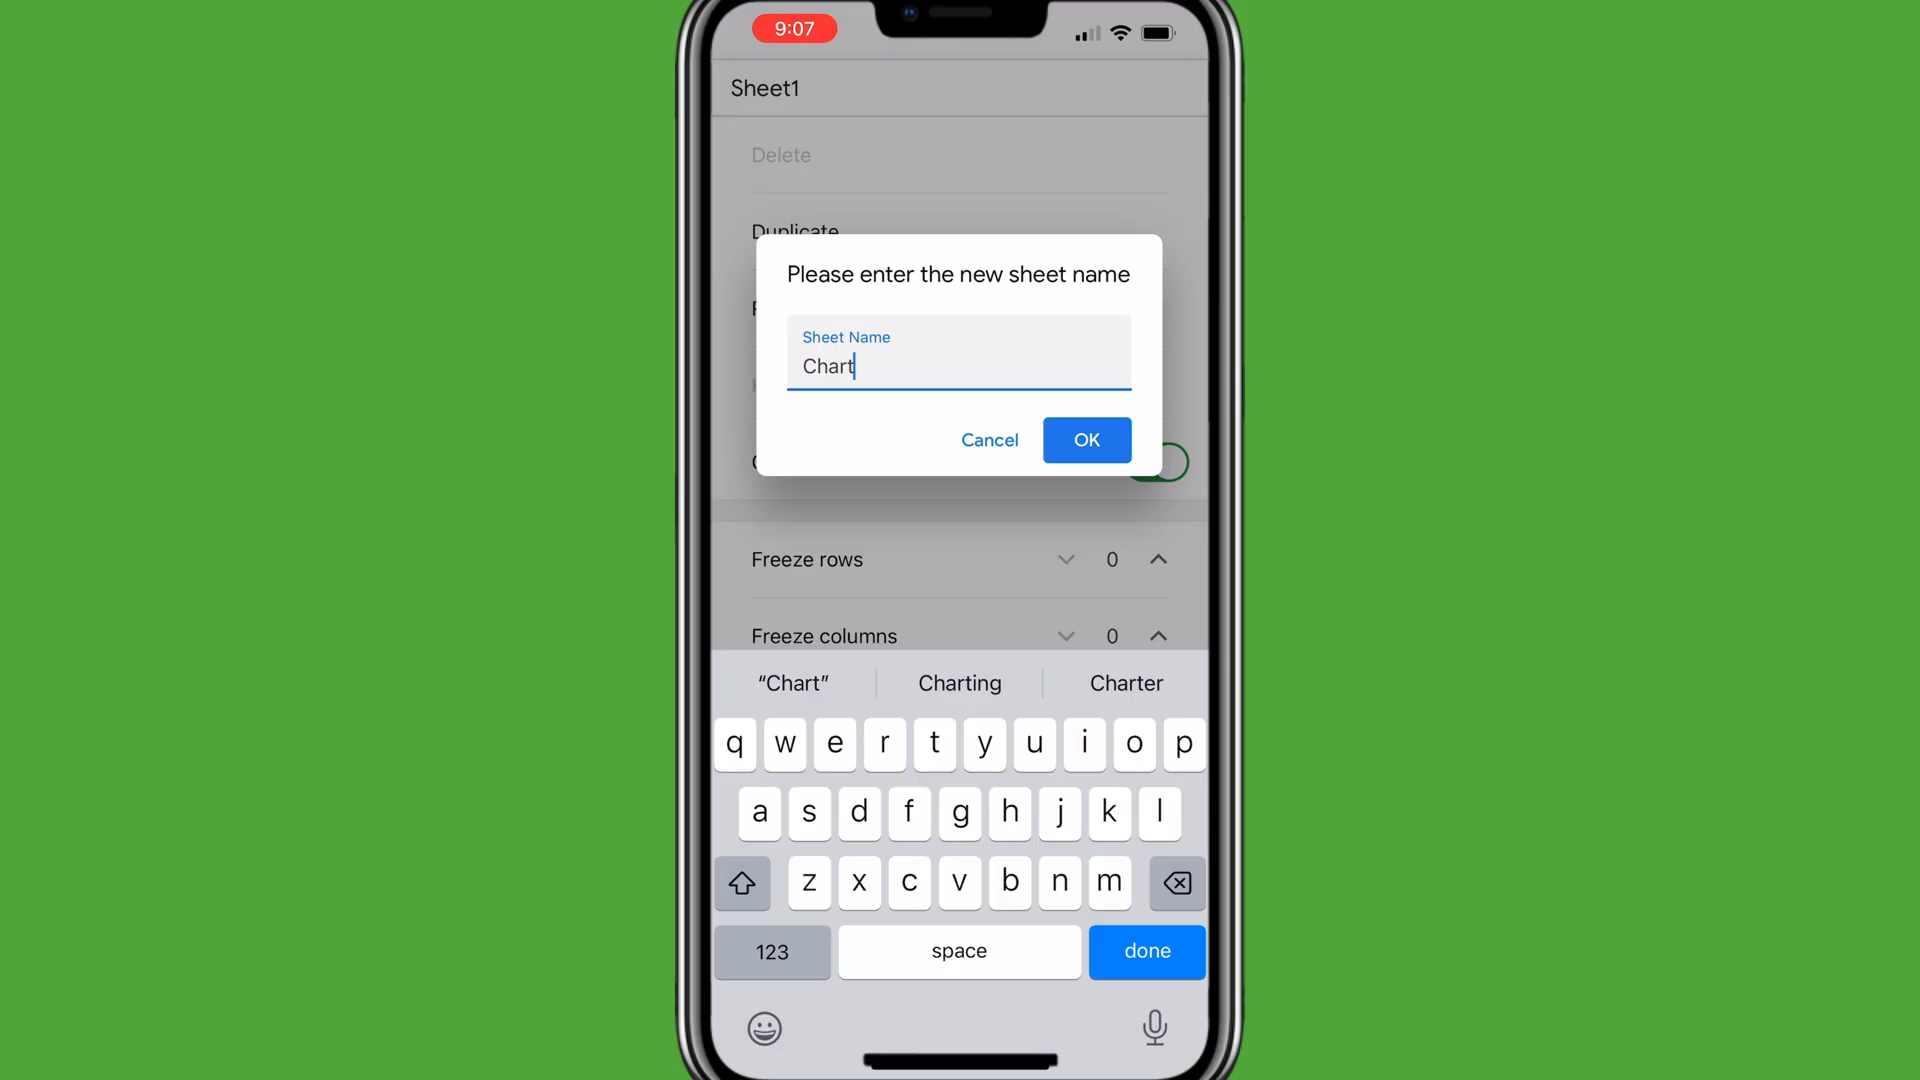 9:07
Sheet1
Delete
Duplicate
Please enter the new sheet name
Sheet Name
Chart
Cancel
OK
Freeze rows 0
Freeze columns 0
“Chart” Charting Charter
q w e r t y u i o p
a s d f g h j k l
z x c v b n m
123 space done